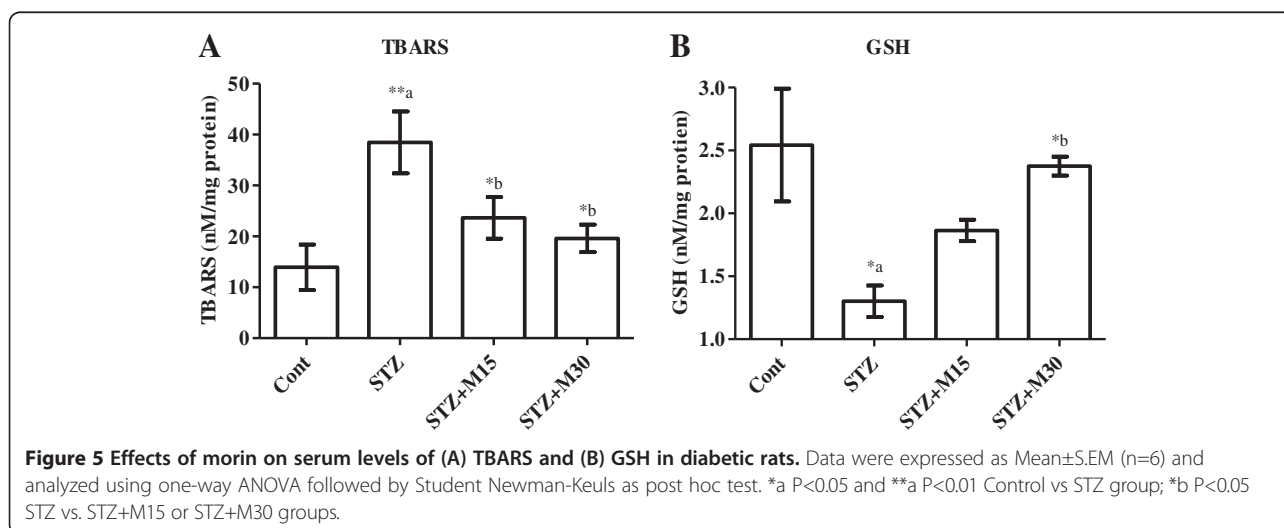 A
TBARS
TBARS (nM/mg protein)
50
40
30
20
10
0
**a
*b
*b
Cont
STZ
STZ+M15
STZ+M30
B
GSH
GSH (nM/mg protien)
3.0
2.5
2.0
1.5
1.0
*a
*b
Cont
STZ
STZ+M15
STZ+M30
Figure 5 Effects of morin on serum levels of (A) TBARS and (B) GSH in diabetic rats. Data were expressed as Mean±S.EM (n=6) and
analyzed using one-way ANOVA followed by Student Newman-Keuls as post hoc test. *a P<0.05 and **a P<0.01 Control vs STZ group; *b P<0.05
STZ vs. STZ+M15 or STZ+M30 groups.